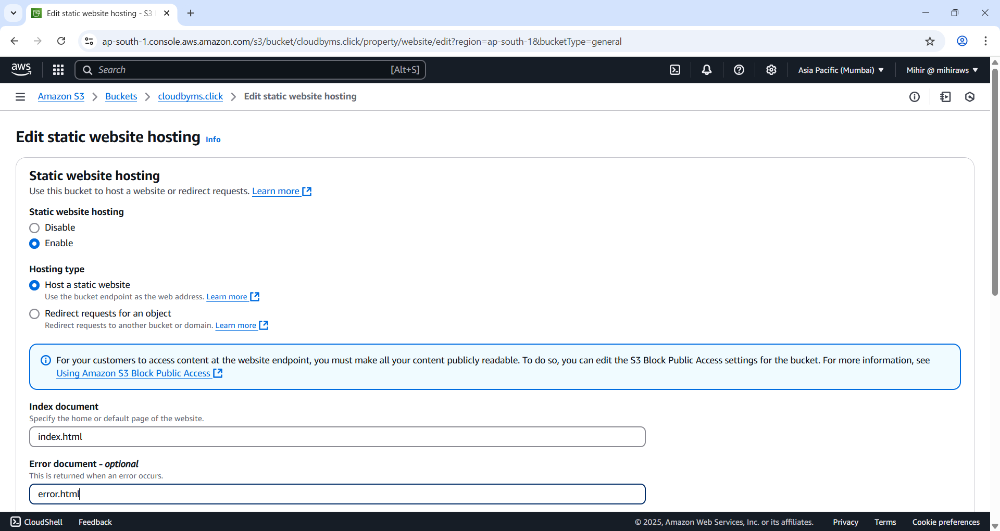 Edit static website hosting - S3
ap-south-1.console.aws.amazon.com/s3/bucket/cloudbyms.click/property/website/edit?region=ap-south-1&bucketType=general
aws
Search
[Alt+S]
Asia Pacific (Mumbai)
Mihir @ mihiraws
Amazon S3
Buckets
cloudbyms.click
Edit static website hosting
Edit static website hosting Info
Static website hosting
Use this bucket to host a website or redirect requests. Learn more
Static website hosting
Disable
Enable
Hosting type
Host a static website
Use the bucket endpoint as the web address. Learn more
Redirect requests for an object
Redirect requests to another bucket or domain. Learn more
For your customers to access content at the website endpoint, you must make all your content publicly readable. To do so, you can edit the S3 Block Public Access settings for the bucket. For more information, see
Using Amazon S3 Block Public Access
Index document
Specify the home or default page of the website.
index.html
Error document - optional
This is returned when an error occurs.
error.html
CloudShell
Feedback
© 2025, Amazon Web Services, Inc. or its affiliates.
Privacy
Terms
Cookie preferences